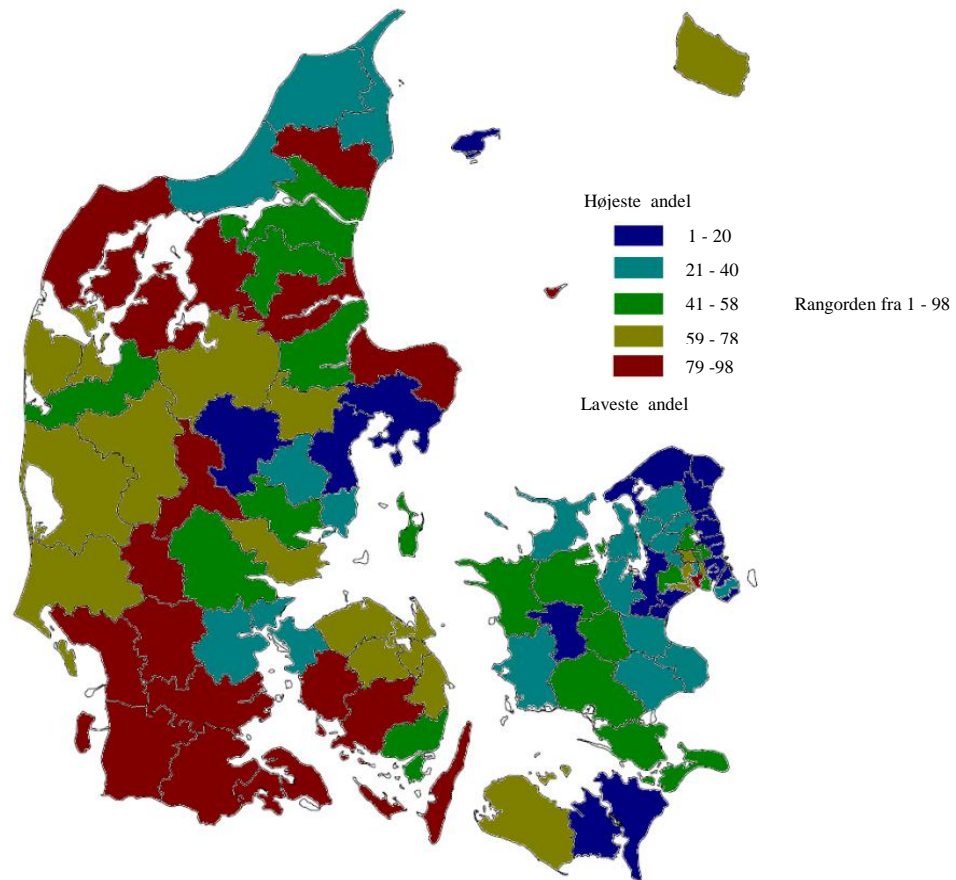 Højeste andel
1 - 20
21 - 40
41 - 58
59 - 78
79 -98
Rangorden fra 1 - 98
Laveste andel